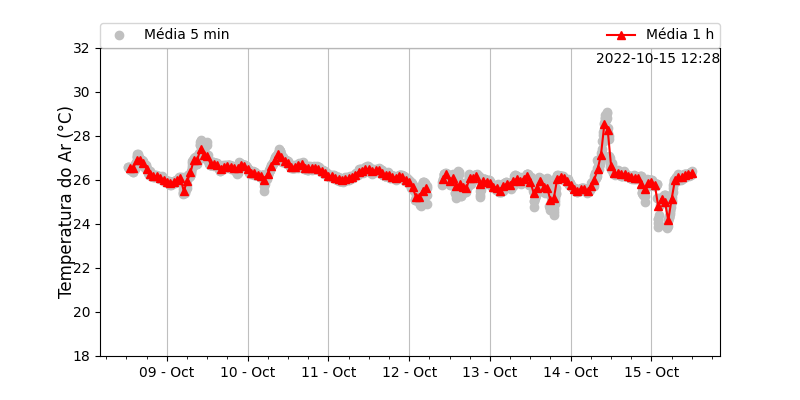 Média 5 min
Média 1 h
2022-10-15 12:28
Temperatura do Ar (°C)
32
30
28
26
24
22
20
18
09 - Oct
10 - Oct
11 - Oct
12 - Oct
13 - Oct
14 - Oct
15 - Oct